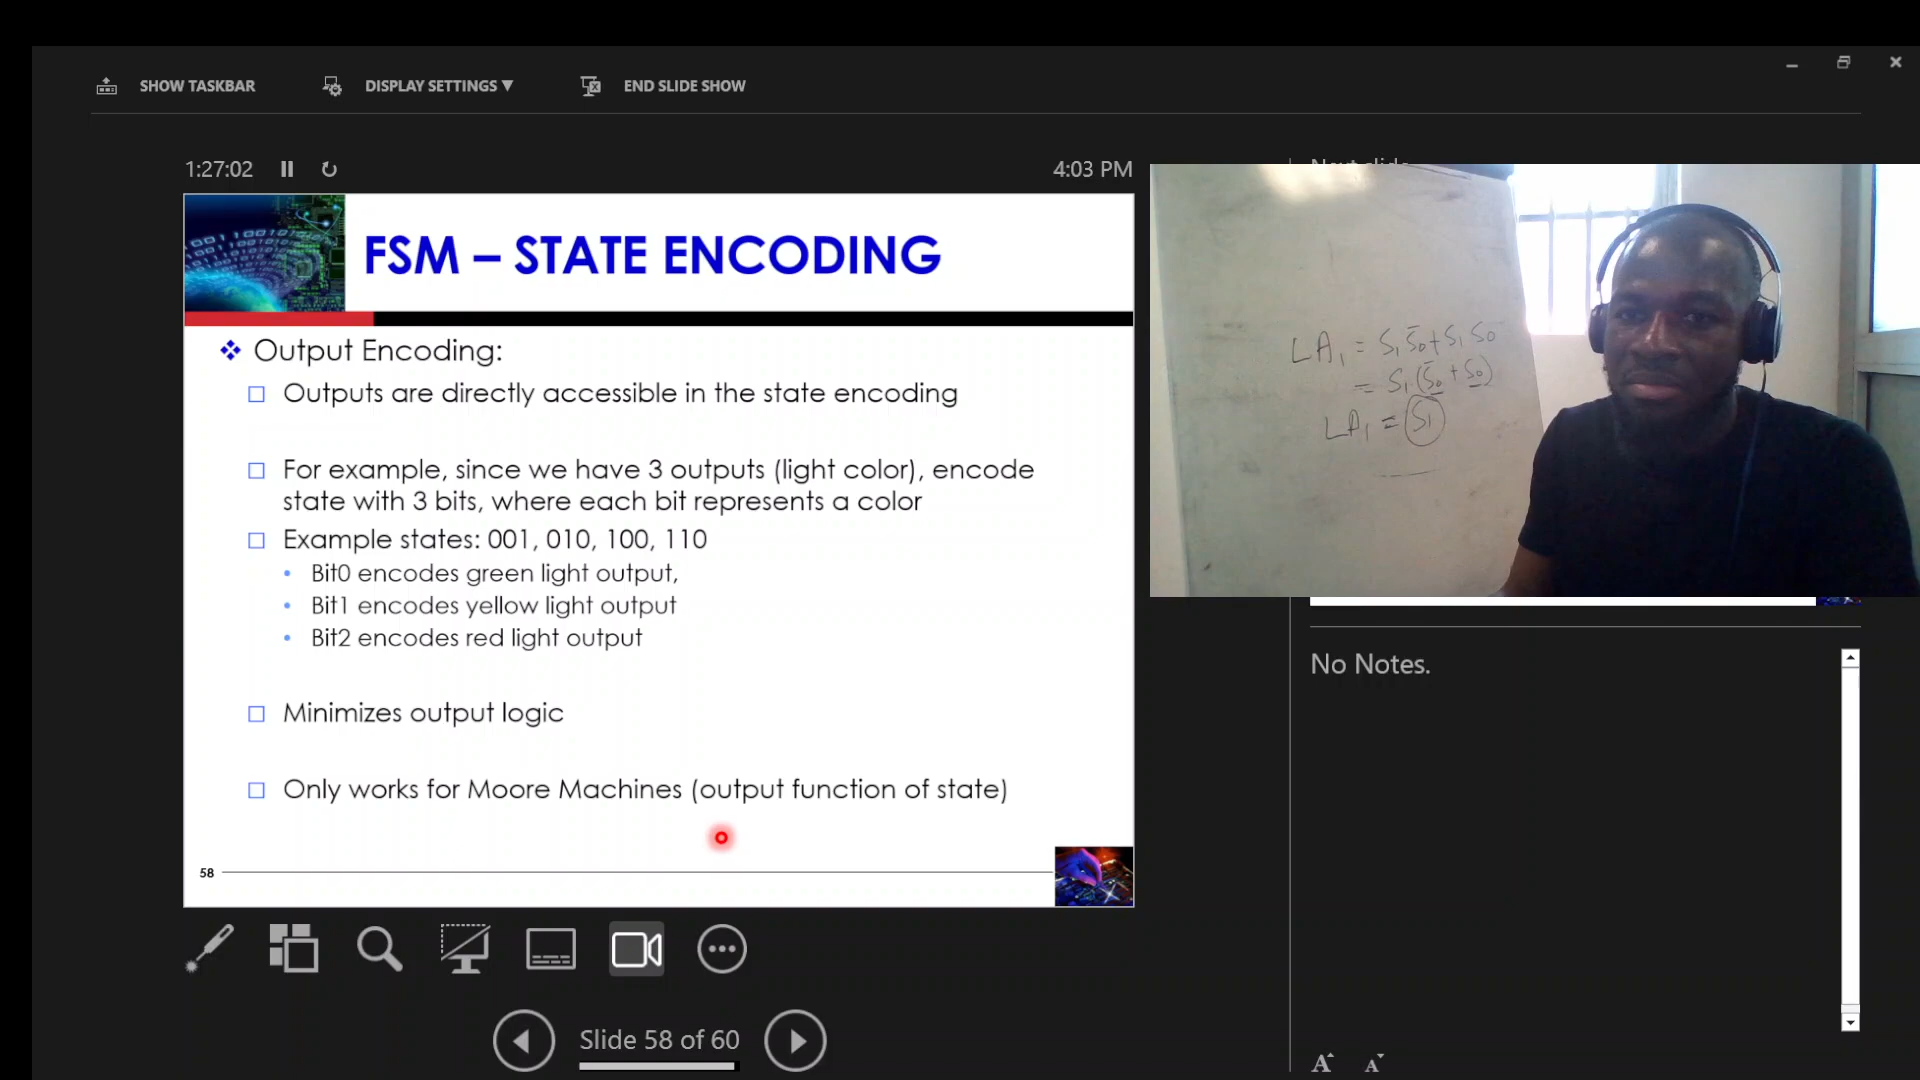 SHOW TASKBAR
DISPLAY SETTINGS ▼
END SLIDE SHOW
1:27:02
4:03 PM
Next slide
FSM – STATE ENCODING
❖ Output Encoding:
□ Outputs are directly accessible in the state encoding
□ For example, since we have 3 outputs (light color), encode
state with 3 bits, where each bit represents a color
□ Example states: 001, 010, 100, 110
• Bit0 encodes green light output,
• Bit1 encodes yellow light output
• Bit2 encodes red light output
□ Minimizes output logic
□ Only works for Moore Machines (output function of state)
58
LA₁ = S₁S̄₀ + S₁S₀
= S₁(S̄₀ + S₀)
LA₁ = S₁
No Notes.
Slide 58 of 60
A A